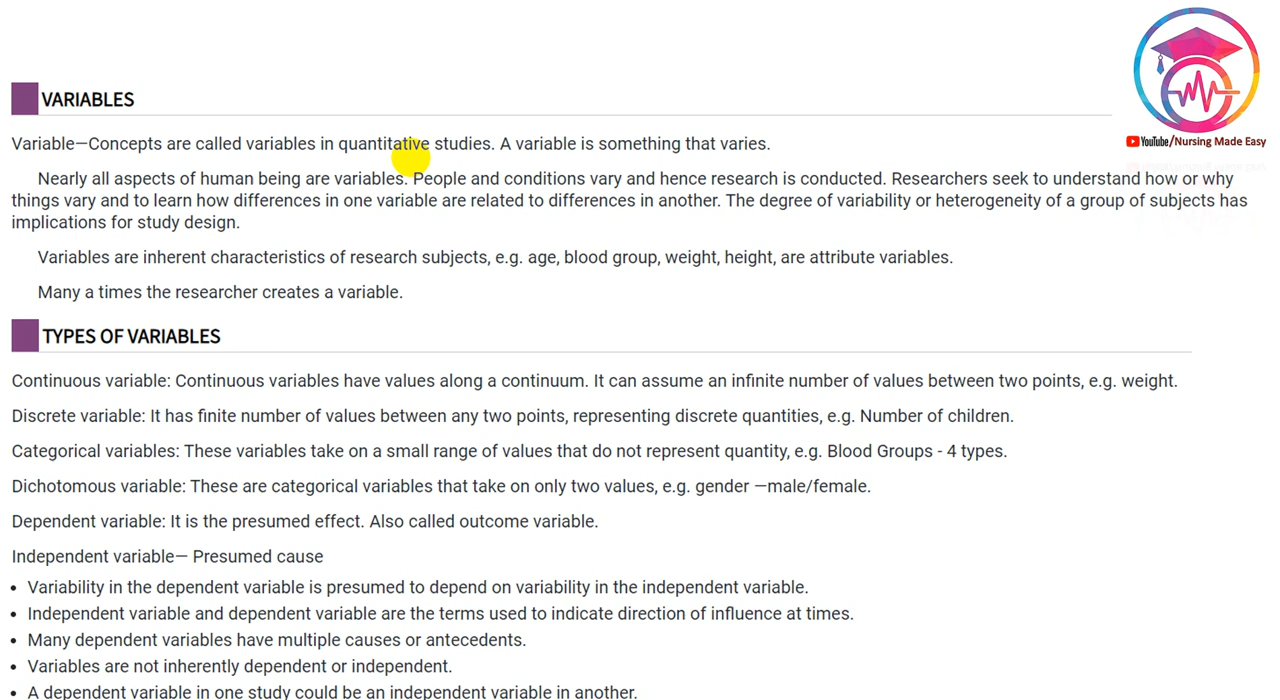 YouTube/Nursing Made Easy
VARIABLES
Variable—Concepts are called variables in quantitative studies. A variable is something that varies.
Nearly all aspects of human being are variables. People and conditions vary and hence research is conducted. Researchers seek to understand how or why
things vary and to learn how differences in one variable are related to differences in another. The degree of variability or heterogeneity of a group of subjects has
implications for study design.
Variables are inherent characteristics of research subjects, e.g. age, blood group, weight, height, are attribute variables.
Many a times the researcher creates a variable.
TYPES OF VARIABLES
Continuous variable: Continuous variables have values along a continuum. It can assume an infinite number of values between two points, e.g. weight.
Discrete variable: It has finite number of values between any two points, representing discrete quantities, e.g. Number of children.
Categorical variables: These variables take on a small range of values that do not represent quantity, e.g. Blood Groups - 4 types.
Dichotomous variable: These are categorical variables that take on only two values, e.g. gender —male/female.
Dependent variable: It is the presumed effect. Also called outcome variable.
Independent variable— Presumed cause
• Variability in the dependent variable is presumed to depend on variability in the independent variable.
• Independent variable and dependent variable are the terms used to indicate direction of influence at times.
• Many dependent variables have multiple causes or antecedents.
• Variables are not inherently dependent or independent.
• A dependent variable in one study could be an independent variable in another.